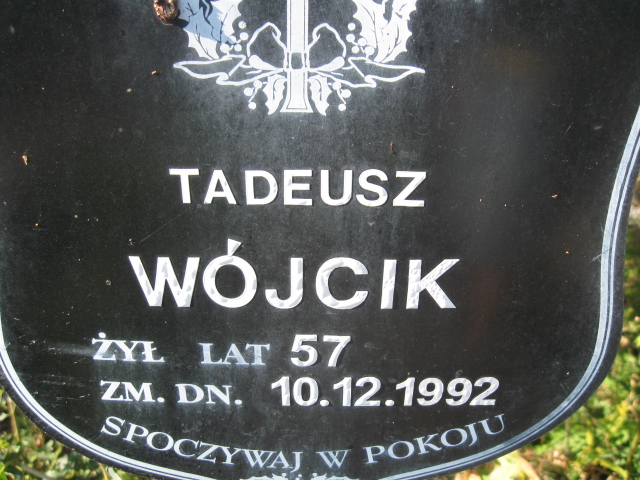 TADEUSZ
WÓJCIK
ŻYŁ LAT 57
ZM. DN. 10.12.1992
SPOCZYWAJ W POKOJU